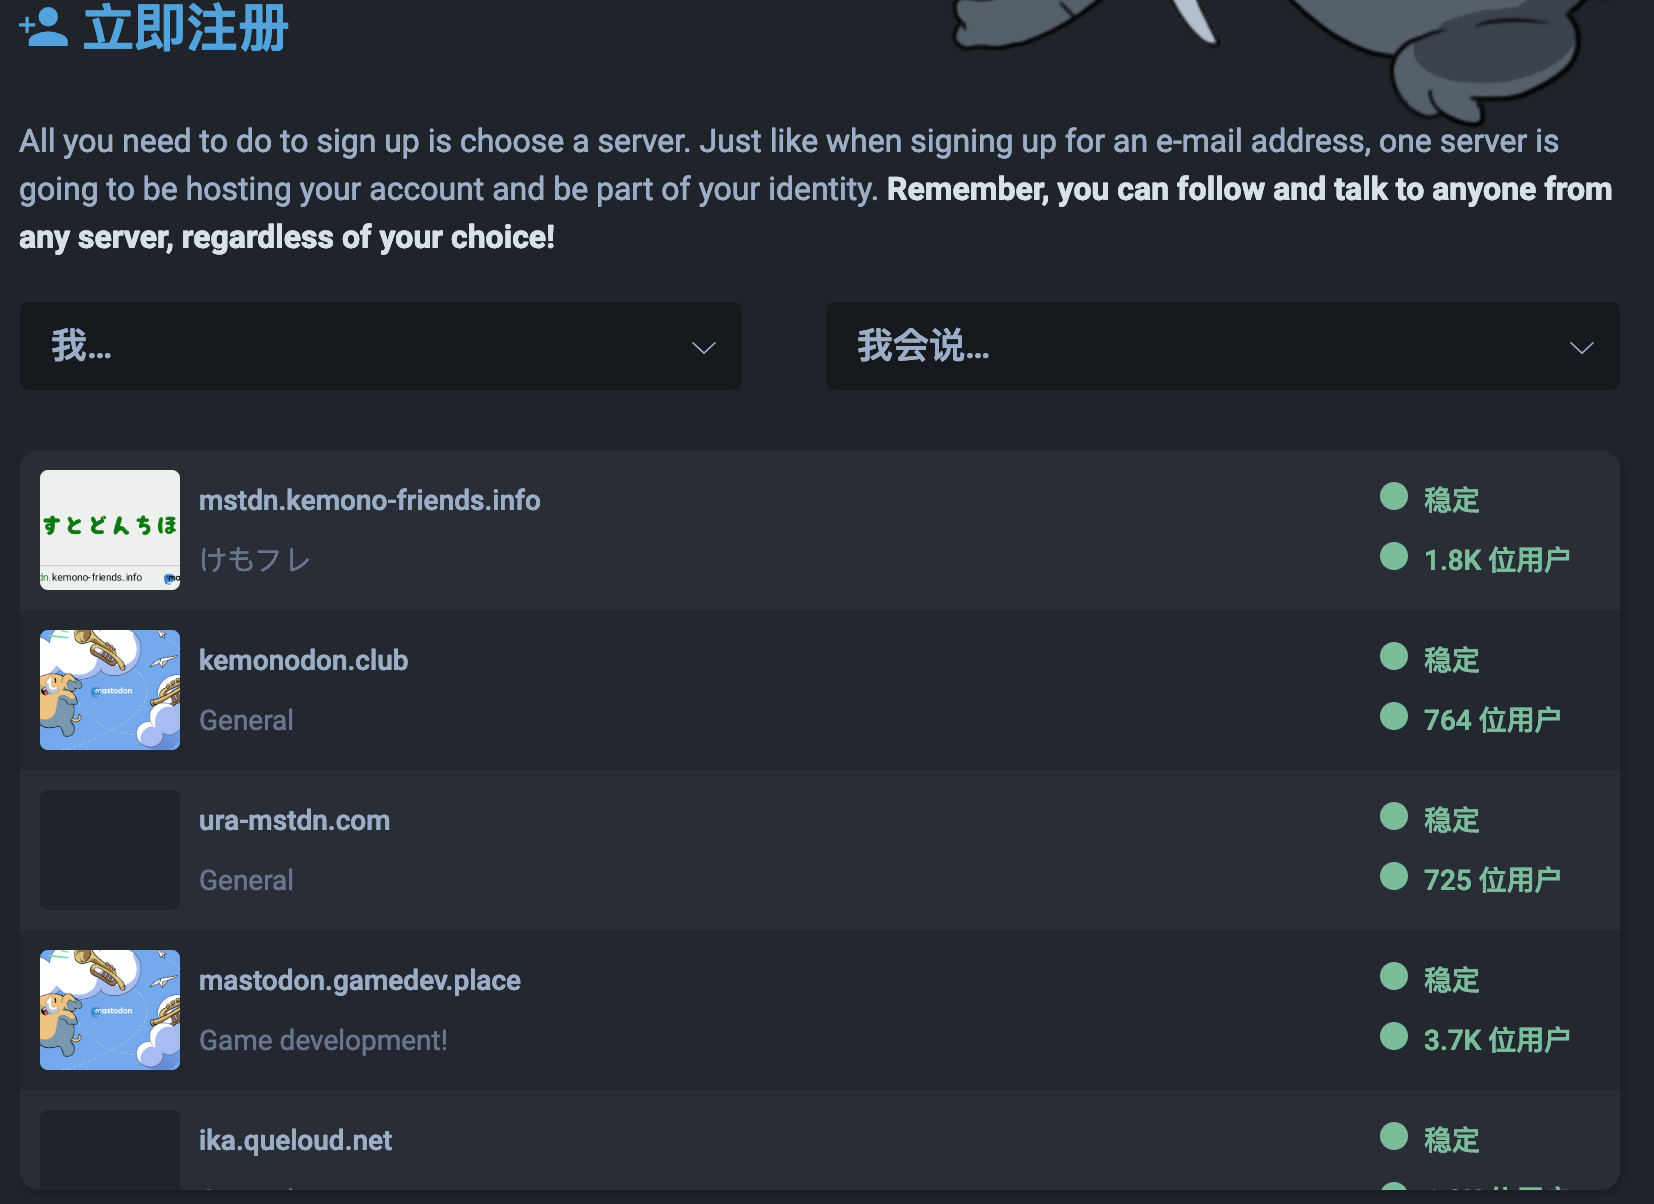 立即注册
All you need to do to sign up is choose a server. Just like when signing up for an e-mail address, one server is
going to be hosting your account and be part of your identity. Remember, you can follow and talk to anyone from
any server, regardless of your choice!
我...
我会说...
すとどんちほ
dn.kemono-friends.info
mstdn.kemono-friends.info
稳定
けもフレ
1.8K 位用户
mastodon
kemonodon.club
稳定
General
764 位用户
ura-mstdn.com
稳定
General
725 位用户
mastodon
mastodon.gamedev.place
稳定
Game development!
3.7K 位用户
ika.queloud.net
稳定